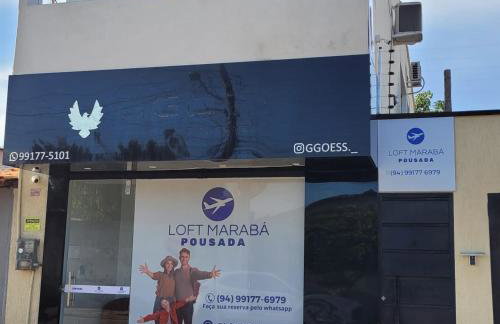 99177-5101
@GGOESS._
LOFT MARABÁ
POUSADA
(94) 99177 6979
LOFT MARABÁ
POUSADA
(94) 99177-6979
Faça sua reserva pelo whatsapp